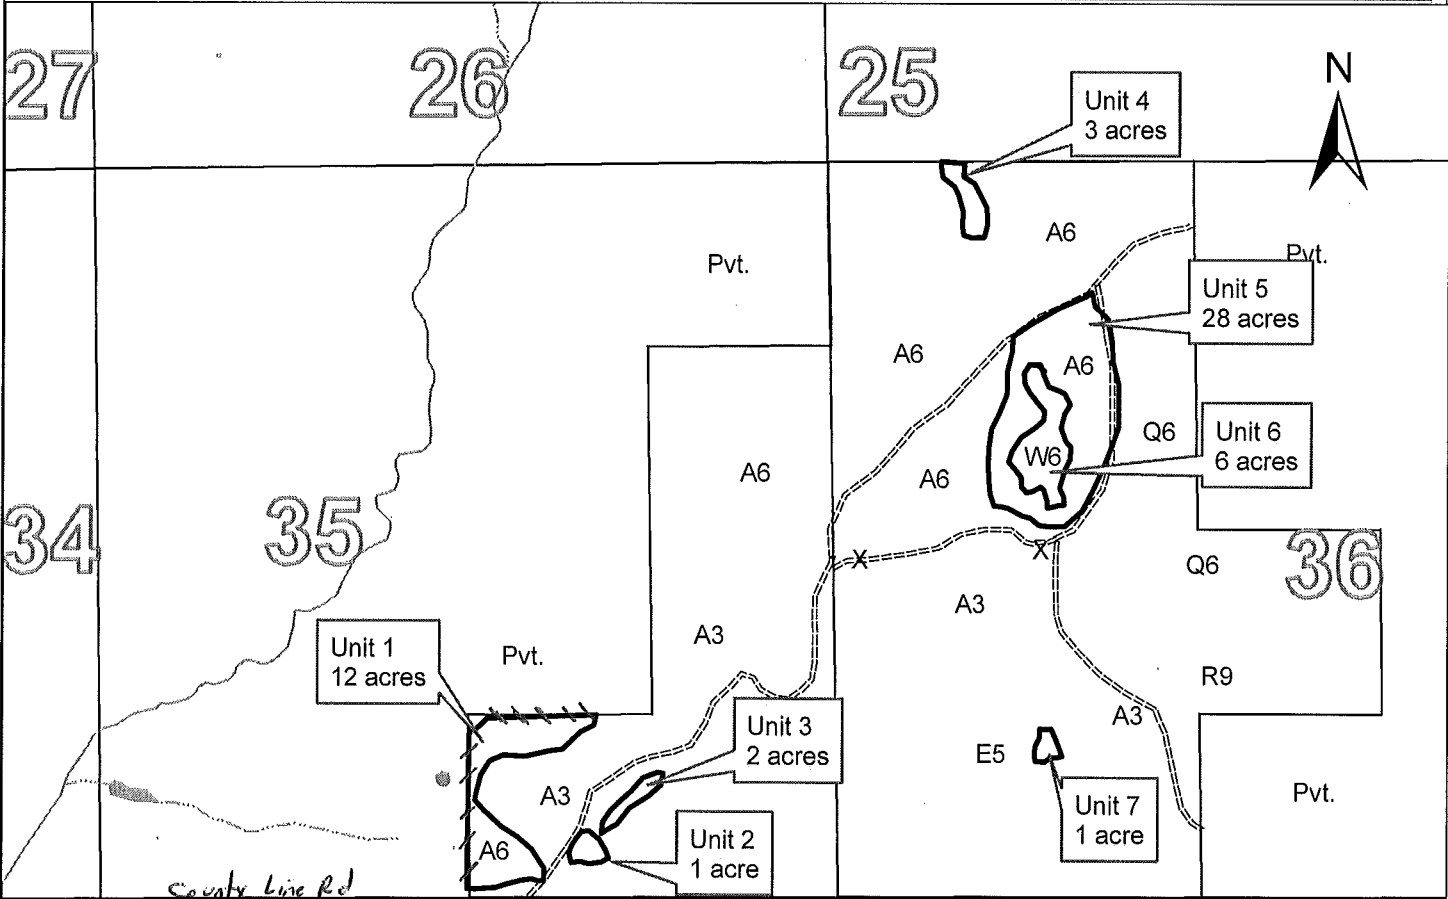 27
26
25
N
Unit 4
3 acres
A6
Pvt.
Pvt.
Unit 5
28 acres
A6
A6
Q6
Unit 6
6 acres
W6
A6
A6
34
35
X
X
Q6
36
A3
A3
Unit 1
12 acres
Pvt.
R9
A3
Unit 3
2 acres
E5
A3
Unit 7
1 acre
Pvt.
Unit 2
1 acre
A6
County Line Rd